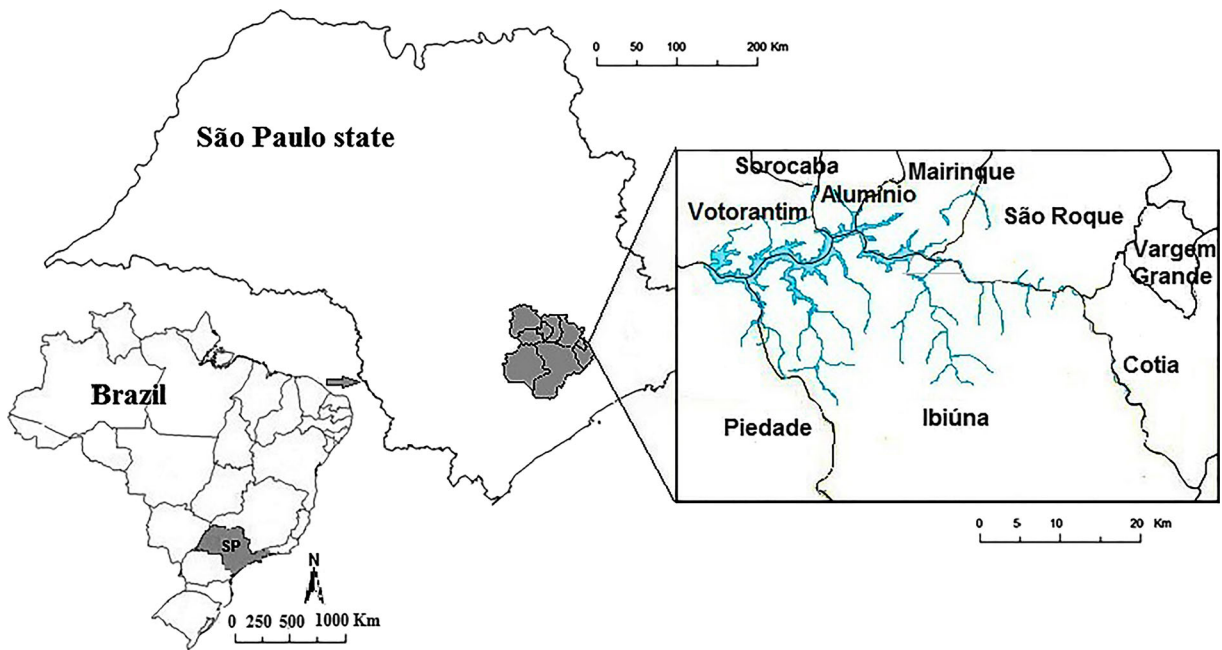 0 50 100 200 Km
São Paulo state
Sorocaba
Mairinque
Alumínio
Votorantim
São Roque
Vargem
Grande
Cotia
Ibiúna
Piedade
0 5 10 20 Km
Brazil
SP
N
0 250 500 1000 Km